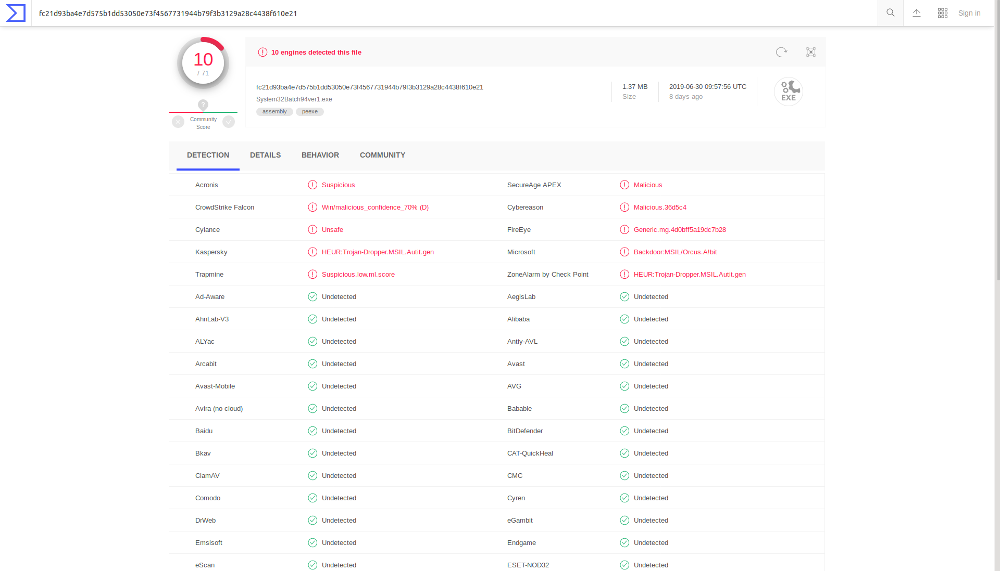 fc21d93ba4e7d575b1dd53050e73f4567731944b79f3b3129a28c4438f610e21
Sign in
10
/ 71
?
Community
Score
10 engines detected this file
fc21d93ba4e7d575b1dd53050e73f4567731944b79f3b3129a28c4438f610e21
System32Batch94ver1.exe
assembly peexe
1.37 MB
Size
2019-06-30 09:57:56 UTC
8 days ago
EXE
DETECTION DETAILS BEHAVIOR COMMUNITY
Acronis Suspicious SecureAge APEX Malicious
CrowdStrike Falcon Win/malicious_confidence_70% (D) Cybereason Malicious.36d5c4
Cylance Unsafe FireEye Generic.mg.4d0bff5a19dc7b28
Kaspersky HEUR:Trojan-Dropper.MSIL.Autit.gen Microsoft Backdoor:MSIL/Orcus.A!bit
Trapmine Suspicious.low.ml.score ZoneAlarm by Check Point HEUR:Trojan-Dropper.MSIL.Autit.gen
Ad-Aware Undetected AegisLab Undetected
AhnLab-V3 Undetected Alibaba Undetected
ALYac Undetected Antiy-AVL Undetected
Arcabit Undetected Avast Undetected
Avast-Mobile Undetected AVG Undetected
Avira (no cloud) Undetected Babable Undetected
Baidu Undetected BitDefender Undetected
Bkav Undetected CAT-QuickHeal Undetected
ClamAV Undetected CMC Undetected
Comodo Undetected Cyren Undetected
DrWeb Undetected eGambit Undetected
Emsisoft Undetected Endgame Undetected
eScan Undetected ESET-NOD32 Undetected